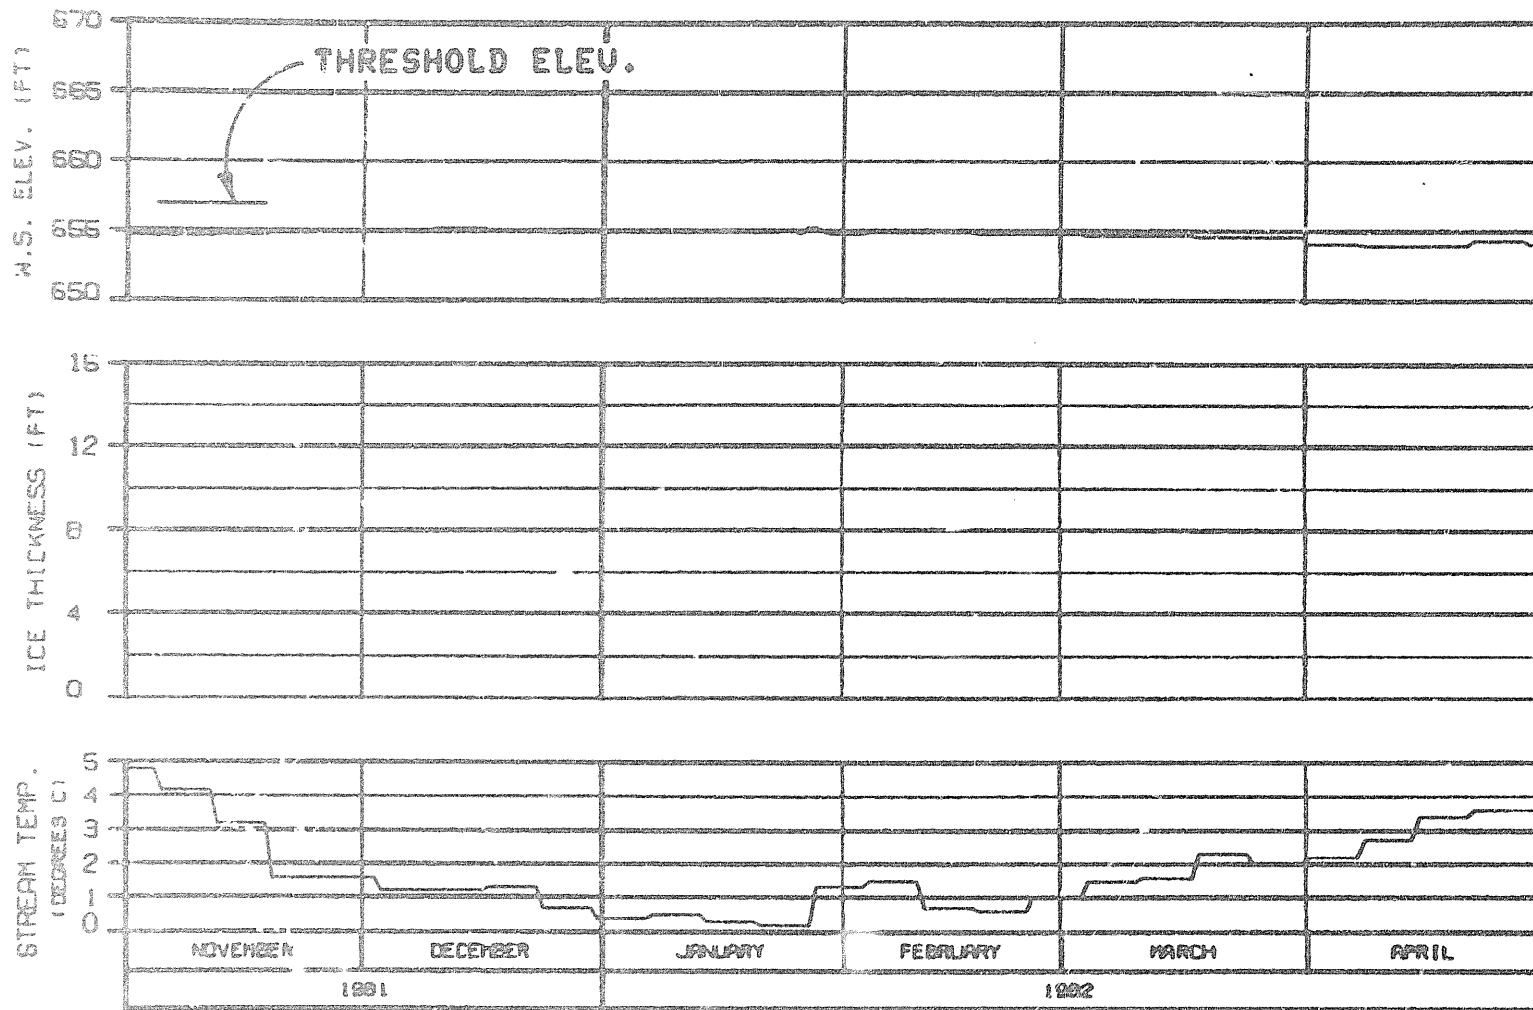 670
THRESHOLD ELEV.
665
660
655
650
W.S. ELEV. (FT)
16
12
8
4
0
ICE THICKNESS (FT)
5
4
3
2
1
0
STREAM TEMP.
(DEGREES C)
NOVEMBER DECEMBER JANUARY FEBRUARY MARCH APRIL
1981 1982